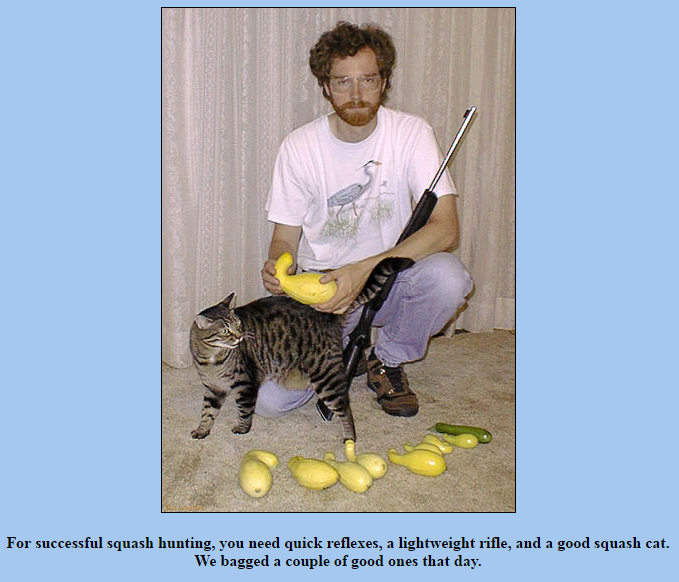 For successful squash hunting, you need quick reflexes, a lightweight rifle, and a good squash cat.
We bagged a couple of good ones that day.